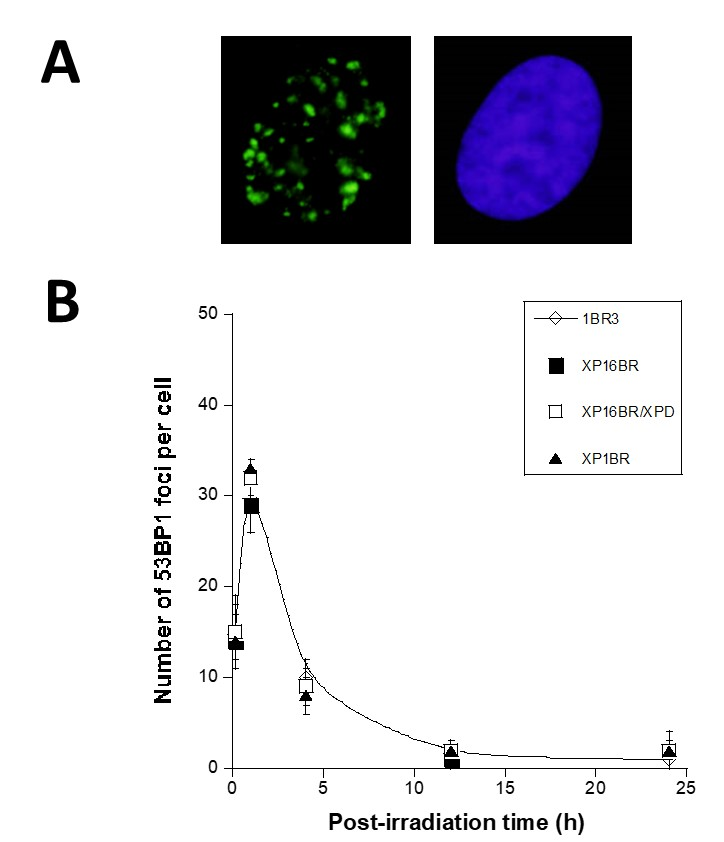 A
B
50
40
30
20
10
0
Number of 53BP1 foci per cell
1BR3
XP16BR
XP16BR/XPD
XP1BR
0 5 10 15 20 25
Post-irradiation time (h)